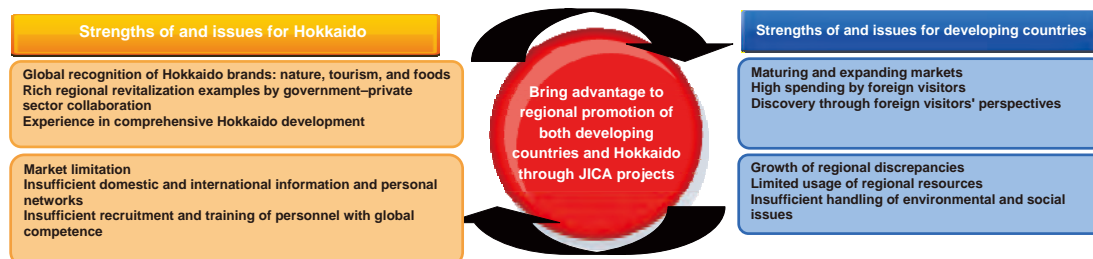 Strengths of and issues for Hokkaido
Global recognition of Hokkaido brands: nature, tourism, and foods
Rich regional revitalization examples by government–private
sector collaboration
Experience in comprehensive Hokkaido development
Market limitation
Insufficient domestic and international information and personal
networks
Insufficient recruitment and training of personnel with global
competence
Bring advantage to
regional promotion of
both developing
countries and Hokkaido
through JICA projects
Strengths of and issues for developing countries
Maturing and expanding markets
High spending by foreign visitors
Discovery through foreign visitors' perspectives
Growth of regional discrepancies
Limited usage of regional resources
Insufficient handling of environmental and social
issues